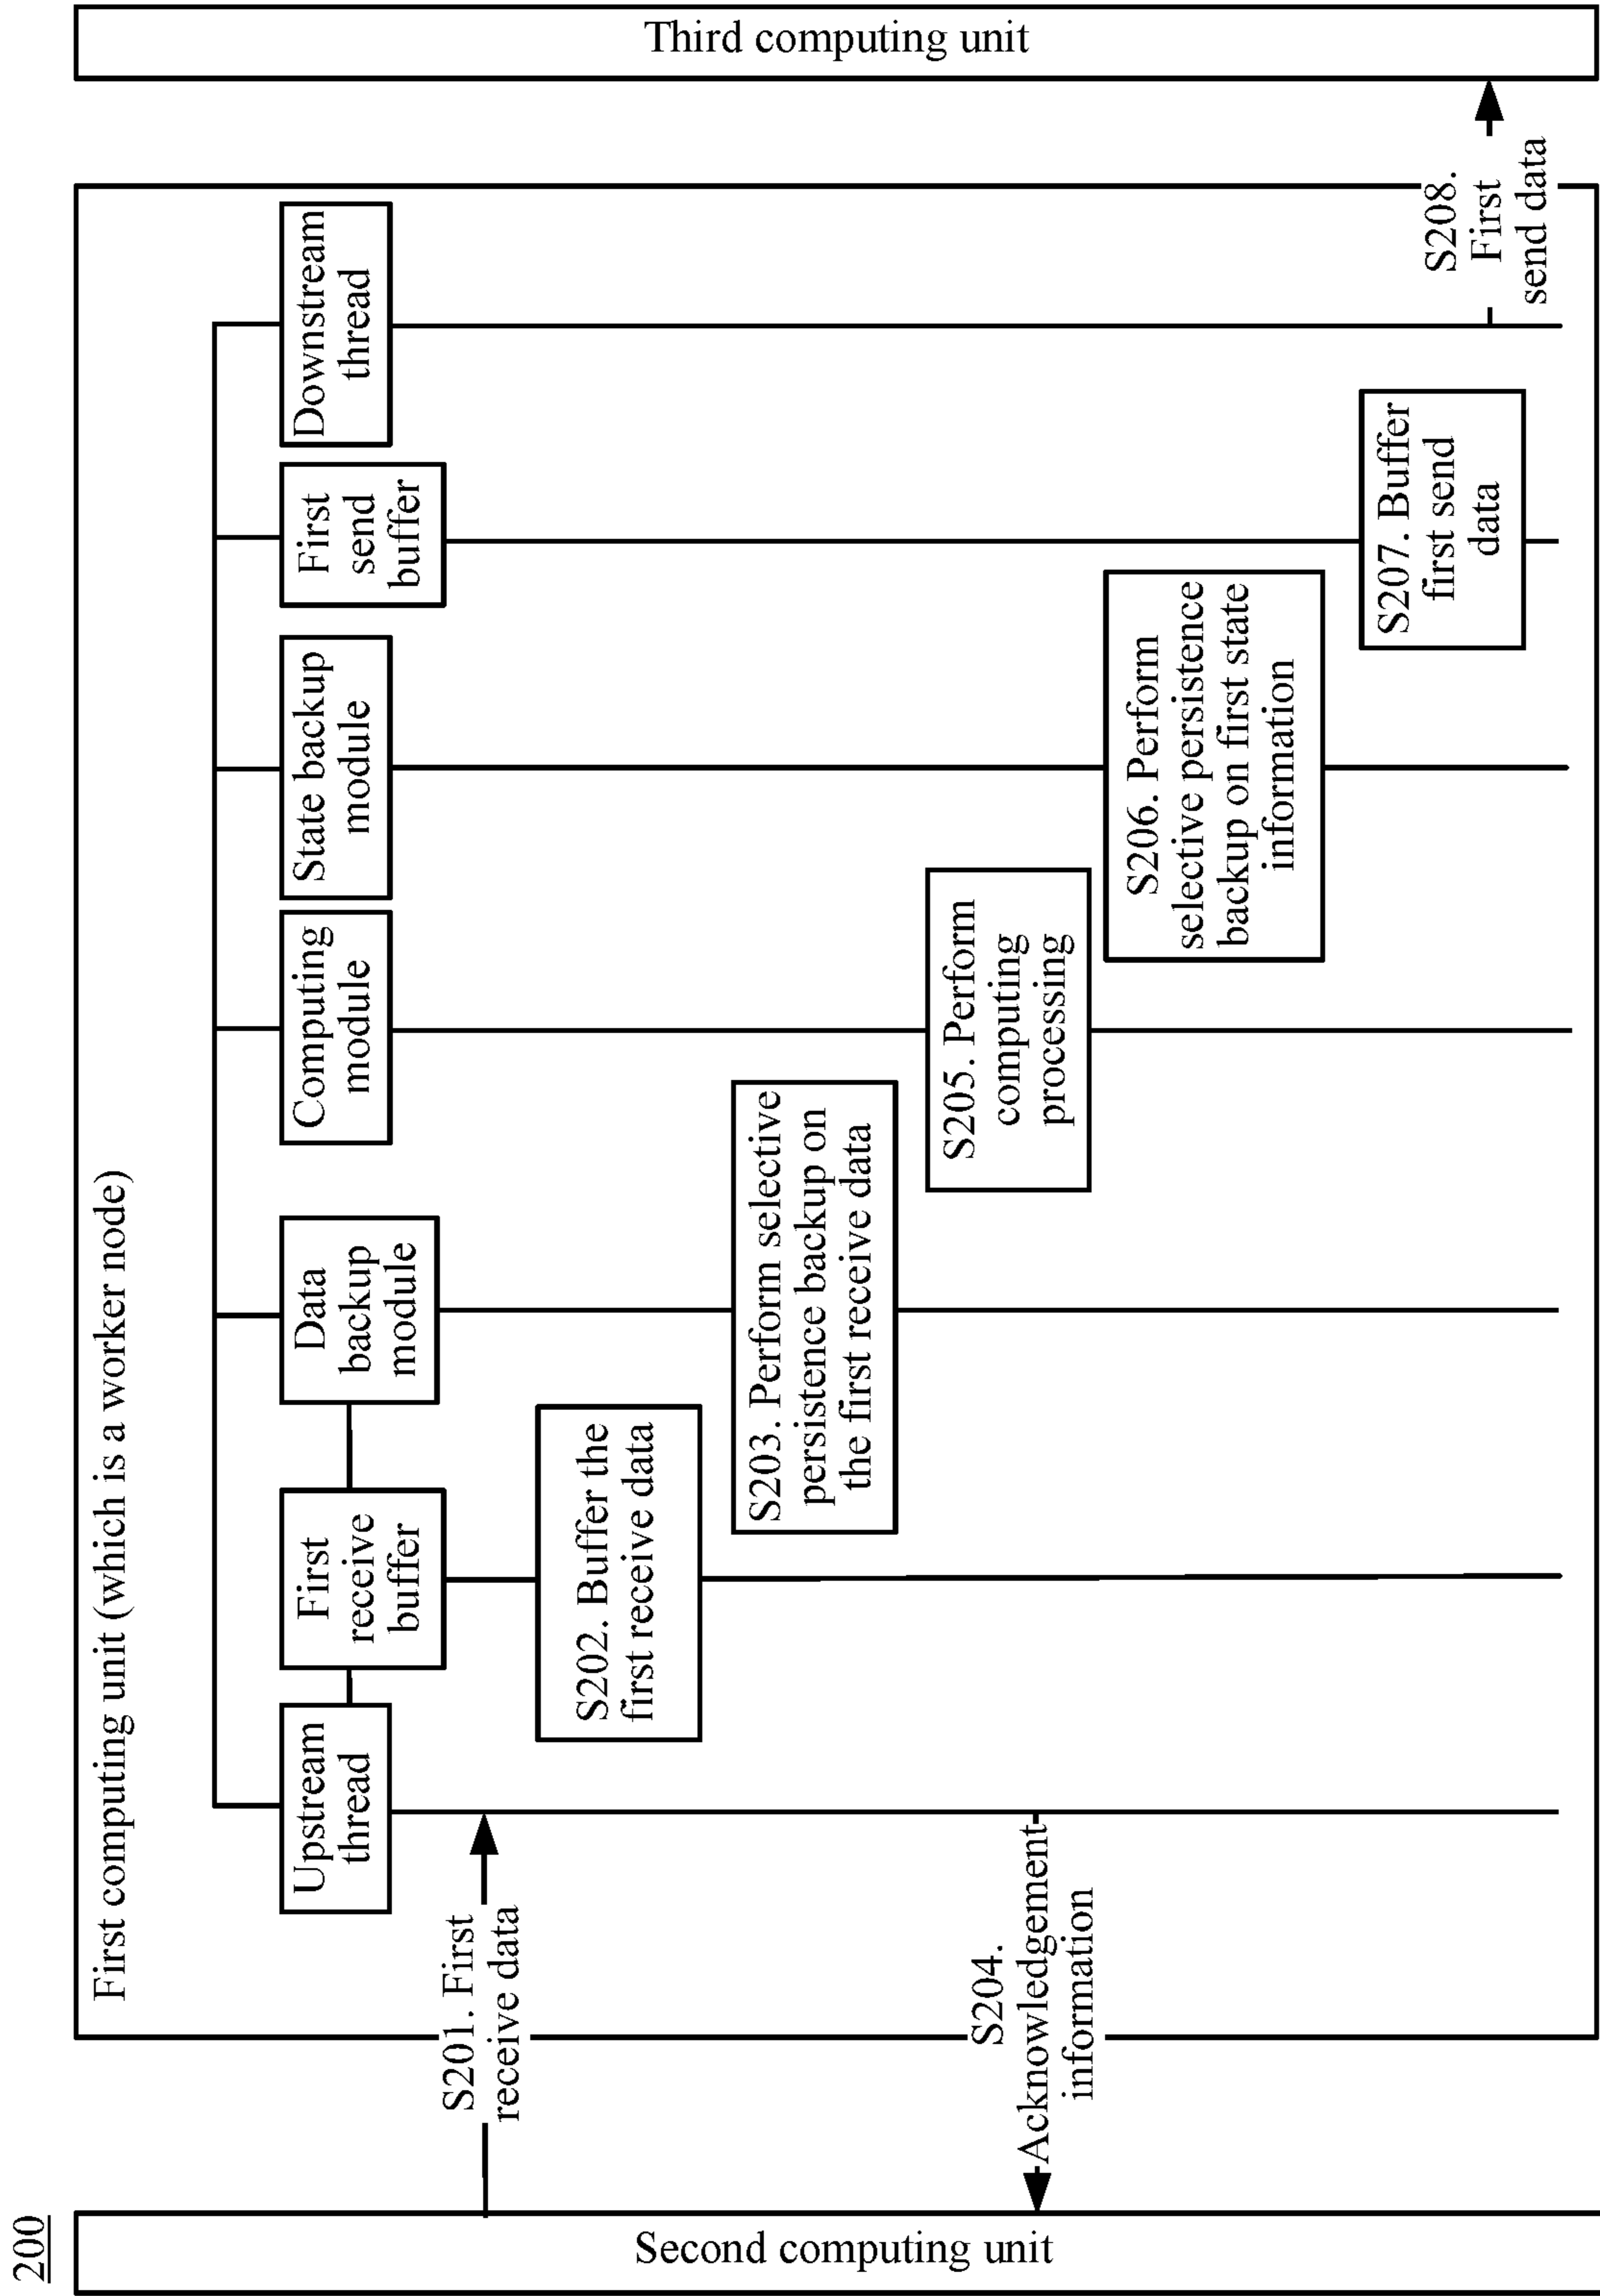 200
Second computing unit
First computing unit (which is a worker node)
Third computing unit
Upstream
thread
First
receive
buffer
Data
backup
module
Computing
module
State backup
module
First
send
buffer
Downstream
thread
S201. First
receive data
S202. Buffer the
first receive data
S203. Perform selective
persistence backup on
the first receive data
S204.
Acknowledgement
information
S205. Perform
computing
processing
S206. Perform
selective persistence
backup on first state
information
S207. Buffer
first send
data
S208.
First
send data